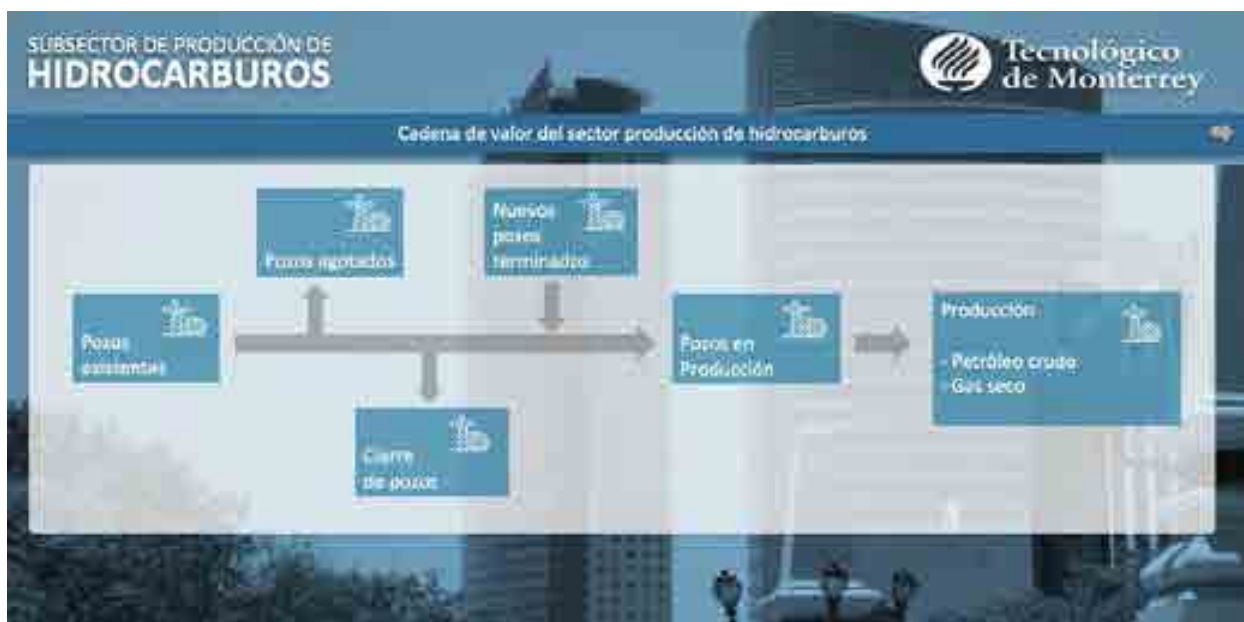 SUBSECTOR DE PRODUCCIÓN DE
HIDROCARBUROS
Tecnológico
de Monterrey
Cadena de valor del sector producción de hidrocarburos
Pozos agotados
Nuevos
pozos
terminados
Pozos
existentes
Pozos en
Producción
Producción
- Petróleo crudo
- Gas seco
Cierre
de pozos